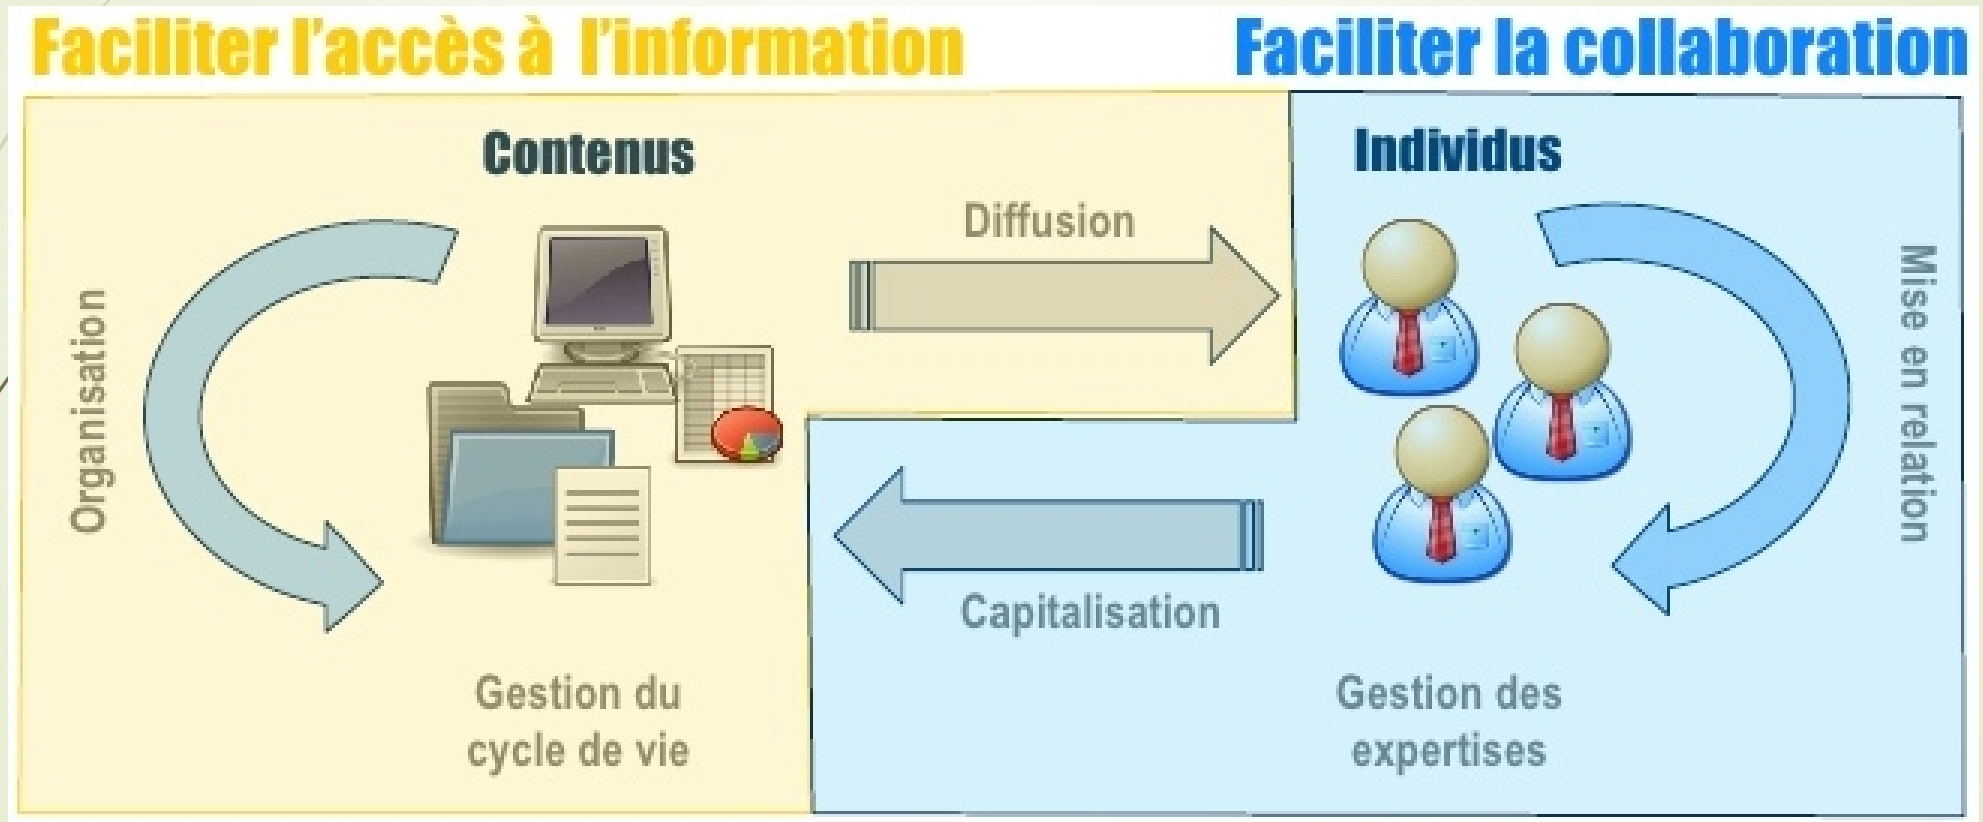 Faciliter l'accès à l'information
Faciliter la collaboration
Contenus
Individus
Diffusion
Organisation
Mise en relation
Capitalisation
Gestion du
cycle de vie
Gestion des
expertises